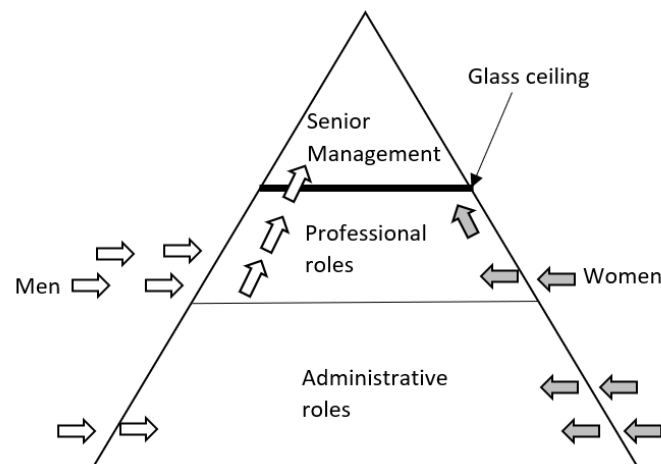 Glass ceiling
Senior
Management
Professional
roles
Men
Women
Administrative
roles